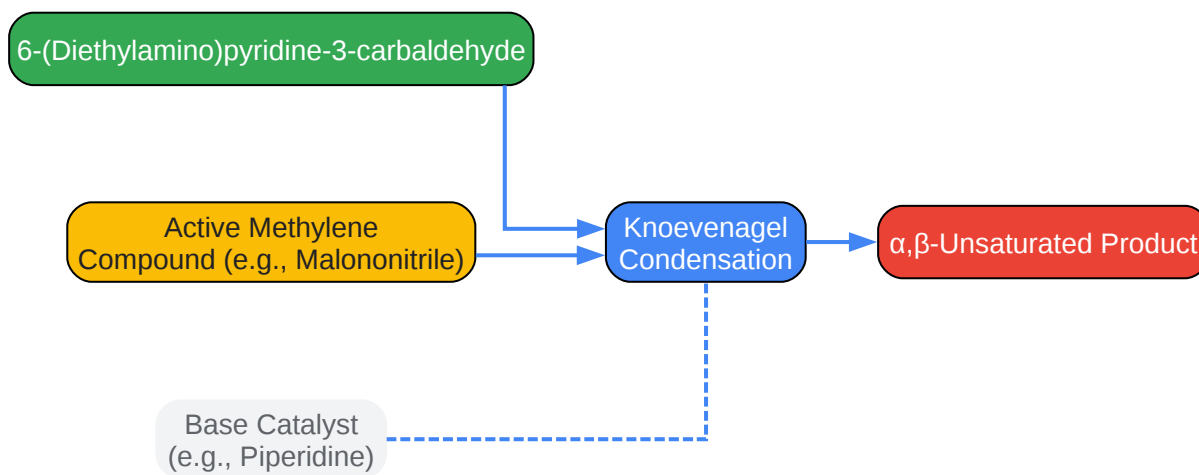 6-(Diethylamino)pyridine-3-carbaldehyde
Active Methylene
Compound (e.g., Malononitrile)
Knoevenagel
Condensation
α,β-Unsaturated Product
Base Catalyst
(e.g., Piperidine)